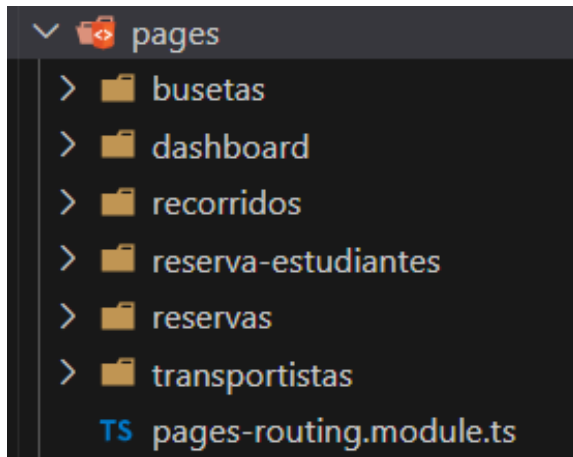 pages
busetas
dashboard
recorridos
reserva-estudiantes
reservas
transportistas
TS pages-routing.module.ts